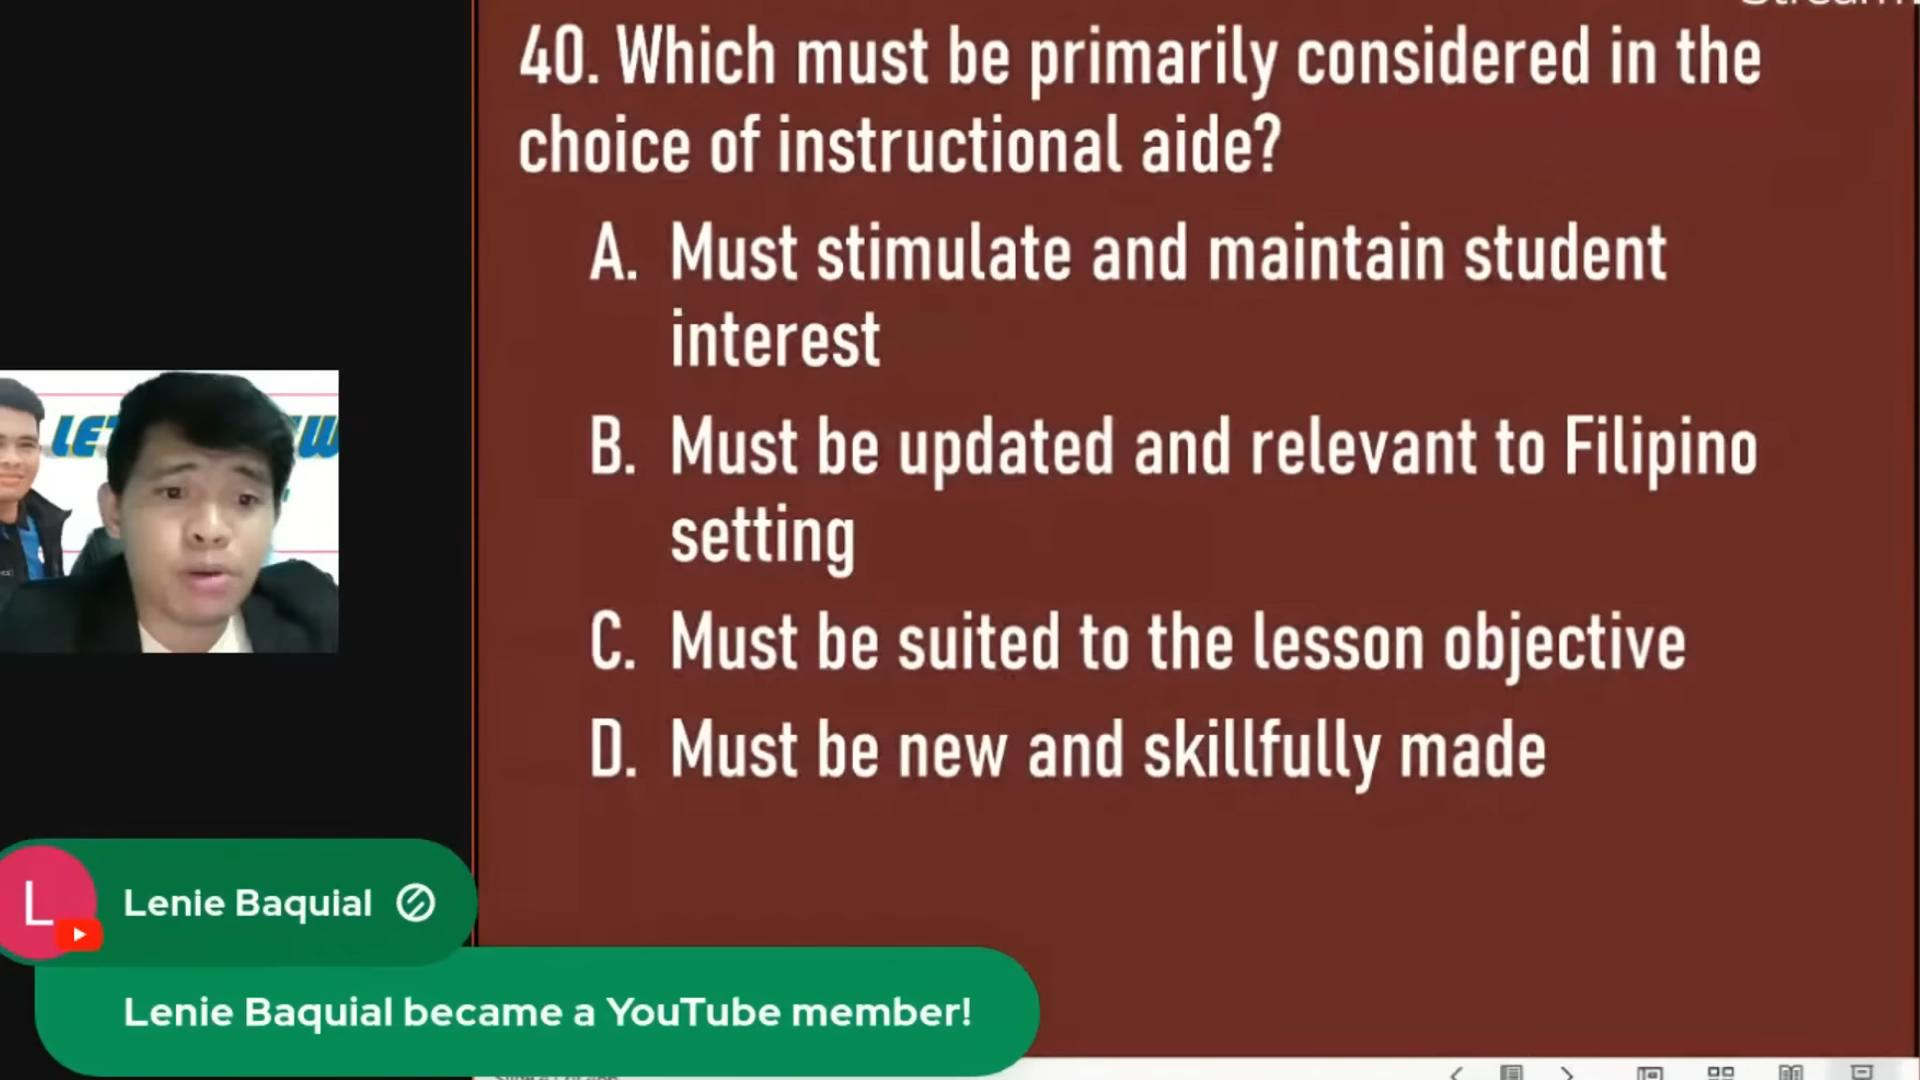 40. Which must be primarily considered in the
choice of instructional aide?
A. Must stimulate and maintain student
interest
B. Must be updated and relevant to Filipino
setting
C. Must be suited to the lesson objective
D. Must be new and skillfully made
L
Lenie Baquial
Lenie Baquial became a YouTube member!